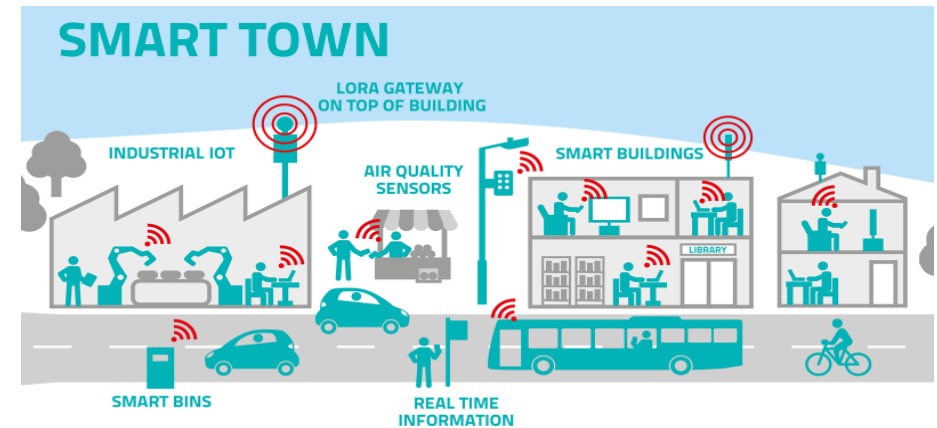 SMART TOWN
LORA GATEWAY
ON TOP OF BUILDING
INDUSTRIAL IOT
AIR QUALITY
SENSORS
SMART BUILDINGS
LIBRARY
SMART BINS
REAL TIME
INFORMATION